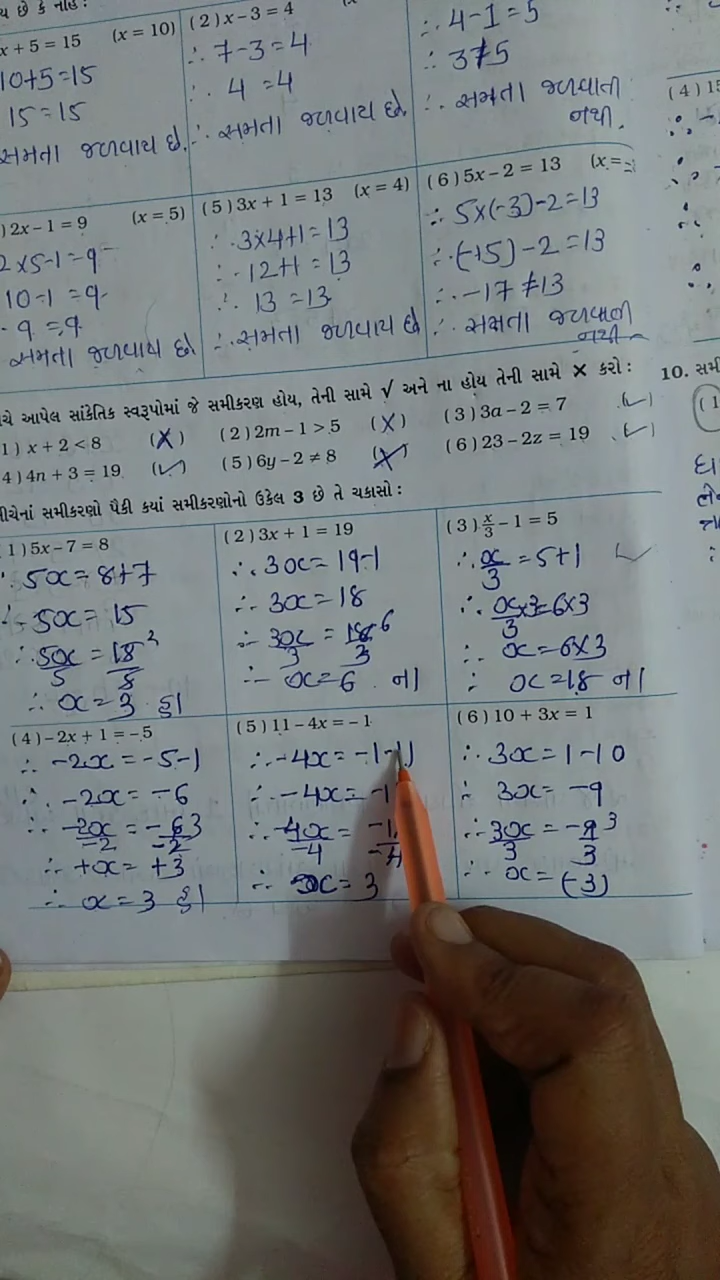 x + 5 = 15 (x = 10)
10+5=15
15=15
સમતા જળવાય છે.
(2) x – 3 = 4
∴ 7-3=4
∴ 4 =4
∴ સમતા જળવાય છે.
∴ 4-1=5
∴ 3≠5
∴ સમતા જળવાતી
નથી.
(4) 15
2x – 1 = 9 (x = 5)
2×5-1=9
10-1 =9
9 =9
સમતા જળવાય છે.
(5) 3x + 1 = 13 (x = 4)
∴ 3×4+1=13
∴ 12+1 =13
∴ 13 =13
∴ સમતા જળવાય છે
(6) 5x – 2 = 13 (x =
∴ 5×(-3)-2=13
∴ (-15)-2=13
∴ -17≠13
∴ સમતા જળવાતી
નથી
આપેલ સાંકેતિક સ્વરૂપોમાં જે સમીકરણ હોય, તેની સામે √ અને ના હોય તેની સામે × કરો :
1) x + 2 < 8 (X) (2) 2m – 1 > 5 (X) (3) 3a – 2 = 7 (✓)
4) 4n + 3 = 19 (✓) (5) 6y – 2 ≠ 8 (X) (6) 23 – 2z = 19 (✓)
10. સમી
(1
નીચેનાં સમીકરણો પૈકી કયાં સમીકરણોનો ઉકેલ 3 છે તે ચકાસો :
1) 5x – 7 = 8
∴ 5x=8+7
∴ 5x=15
x=3 હા
(2) 3x + 1 = 19
∴ 3x=19-1
∴ 3x=18
∴ 3x/3 = 18/3 6
∴ x=6 ના
(3) x/3 – 1 = 5
∴ x/3 =5+1 ✓
∴ x×3/3=6×3
∴ x=6×3
∴ x=18 ના
(4) –2x + 1 = –5
∴ -2x=-5-1
∴ -2x=-6
∴ -2x/-2 = -6/-2 3
∴ +x=+3
∴ x=3 હા
(5) 11 – 4x = – 1
∴ -4x=-1-11
∴ -4x=-1
∴ -4x/-4 =
∴ x=3
(6) 10 + 3x = 1
∴ 3x=1-10
∴ 3x=-9
∴ 3x/3 = -9/3 3
∴ x=(-3)